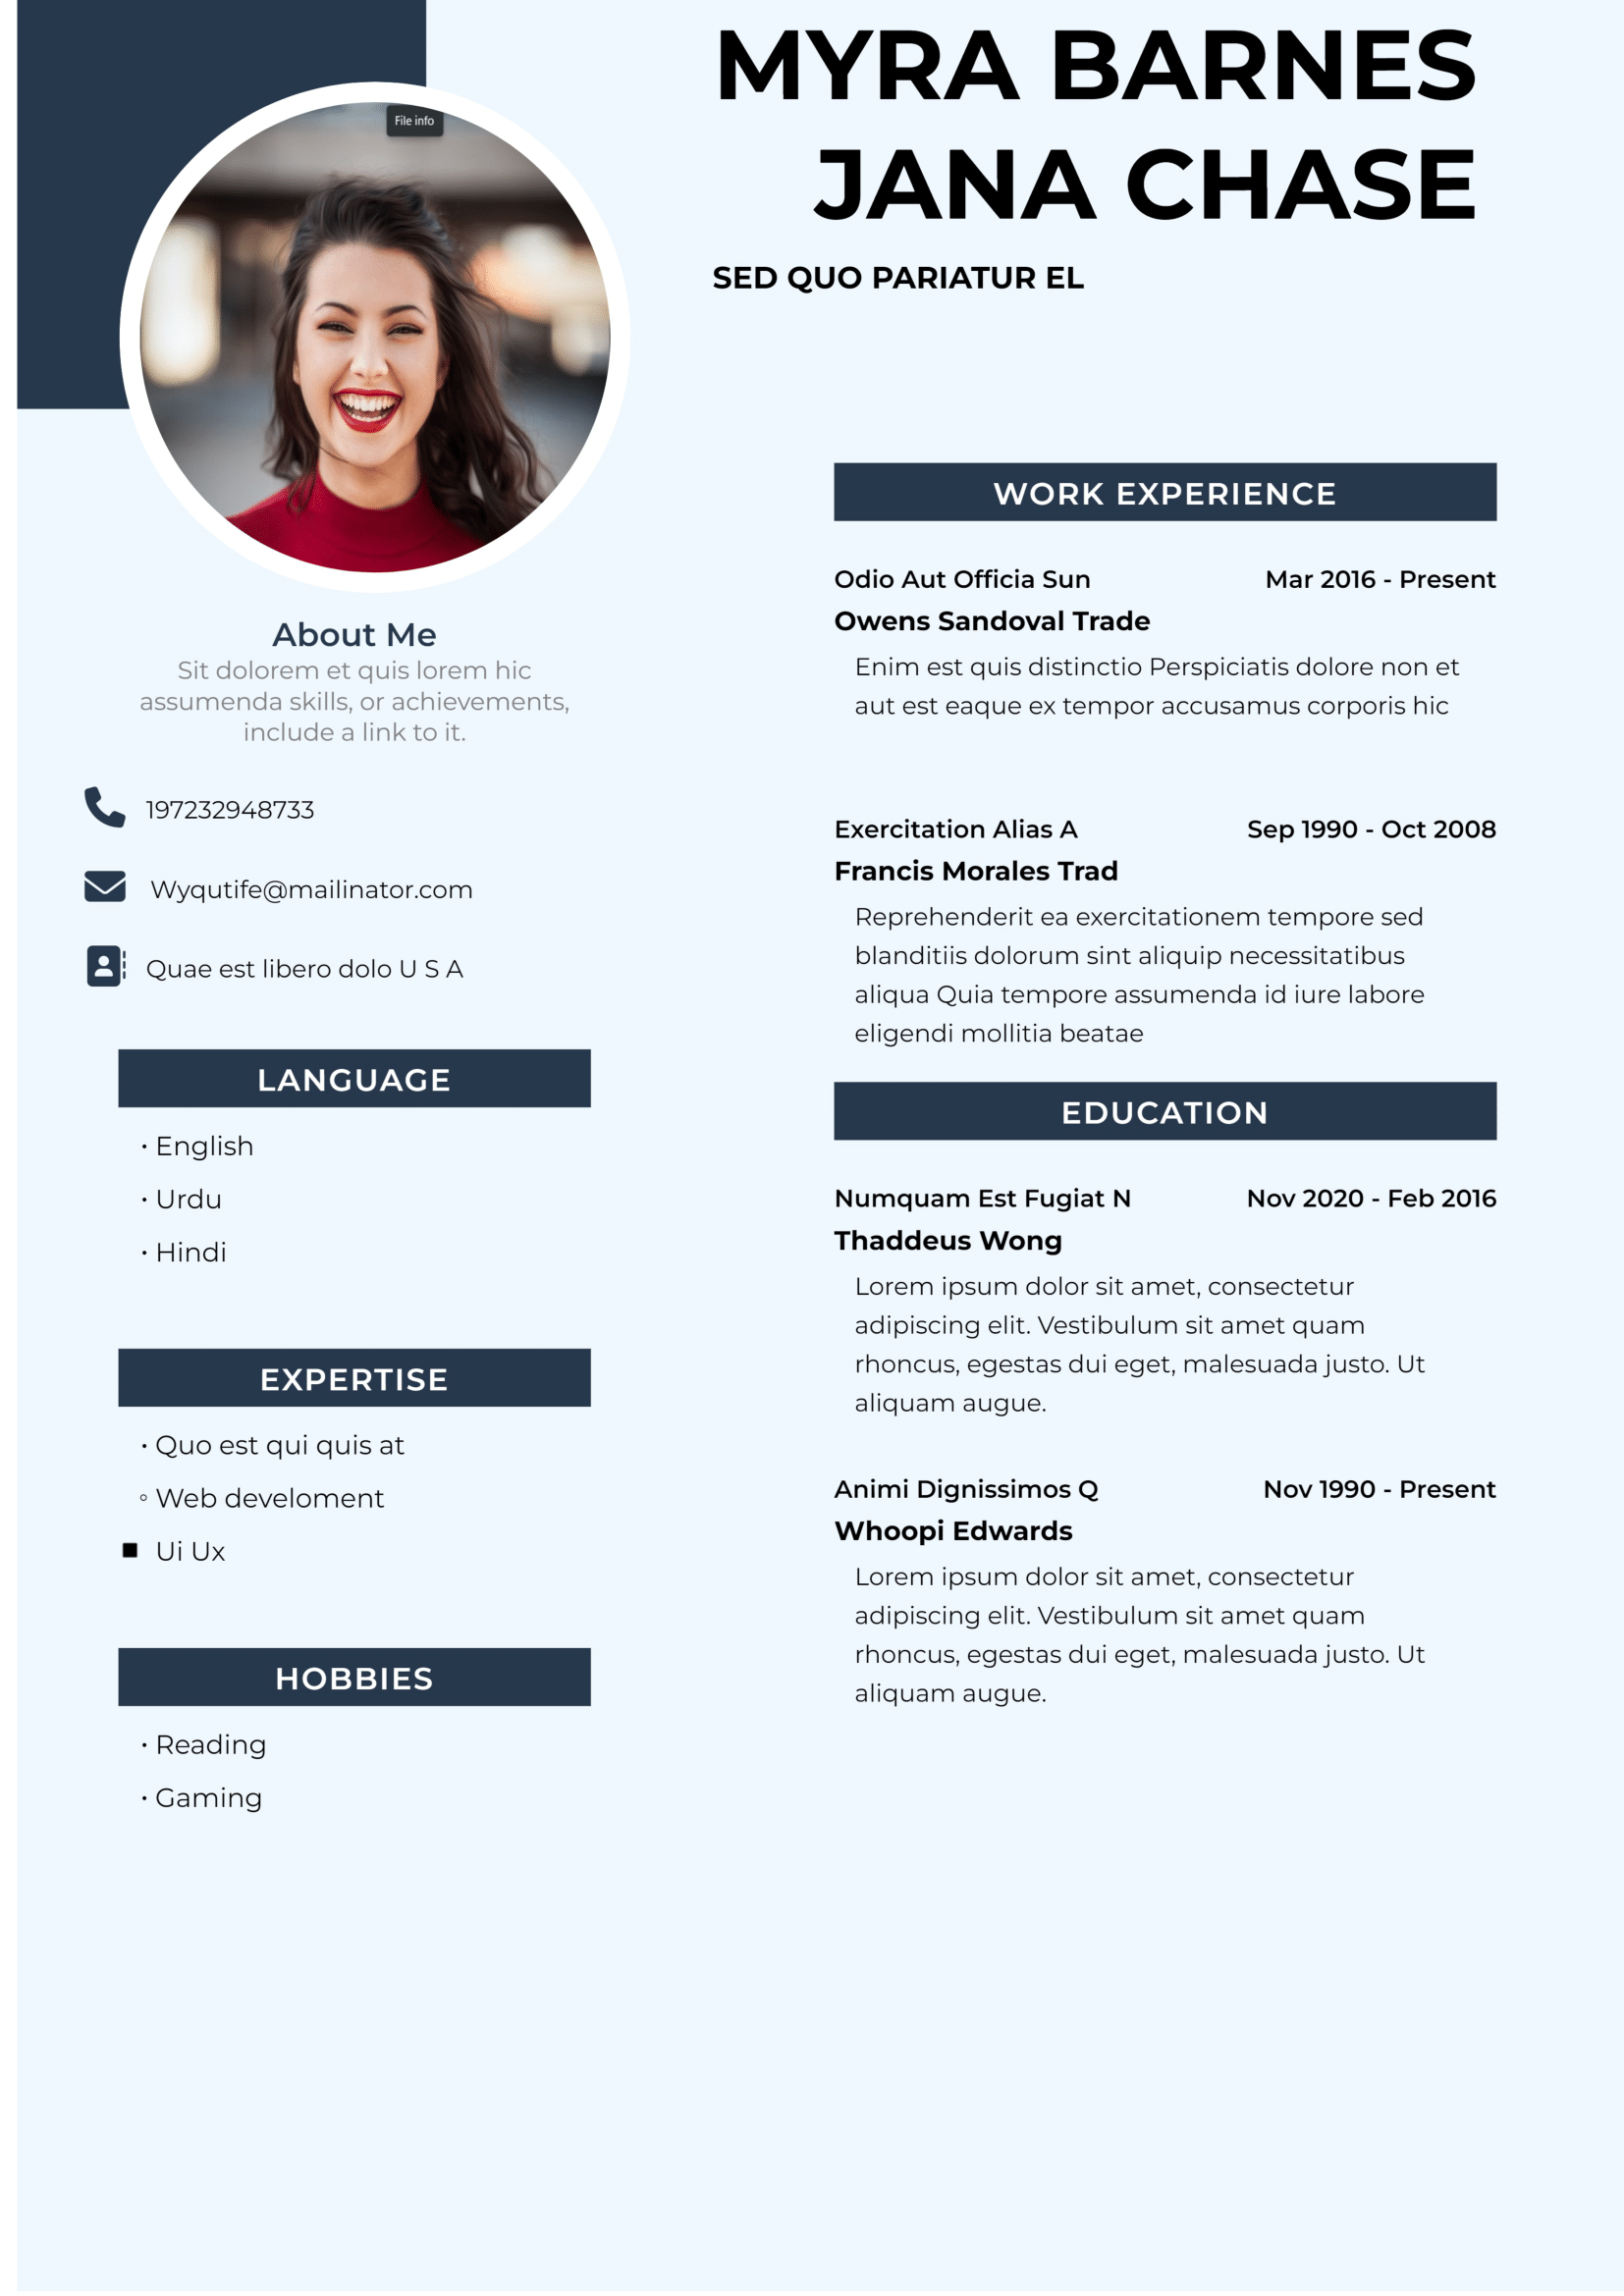 MYRA BARNES
JANA CHASE
SED QUO PARIATUR EL
File info
About Me
Sit dolorem et quis lorem hic
assumenda skills, or achievements,
include a link to it.
197232948733
Wyqutife@mailinator.com
Quae est libero dolo U S A
LANGUAGE
• English
• Urdu
• Hindi
EXPERTISE
• Quo est qui quis at
◦ Web develoment
▪ Ui Ux
HOBBIES
• Reading
• Gaming
WORK EXPERIENCE
Odio Aut Officia Sun Mar 2016 - Present
Owens Sandoval Trade
Enim est quis distinctio Perspiciatis dolore non et
aut est eaque ex tempor accusamus corporis hic
Exercitation Alias A Sep 1990 - Oct 2008
Francis Morales Trad
Reprehenderit ea exercitationem tempore sed
blanditiis dolorum sint aliquip necessitatibus
aliqua Quia tempore assumenda id iure labore
eligendi mollitia beatae
EDUCATION
Numquam Est Fugiat N Nov 2020 - Feb 2016
Thaddeus Wong
Lorem ipsum dolor sit amet, consectetur
adipiscing elit. Vestibulum sit amet quam
rhoncus, egestas dui eget, malesuada justo. Ut
aliquam augue.
Animi Dignissimos Q Nov 1990 - Present
Whoopi Edwards
Lorem ipsum dolor sit amet, consectetur
adipiscing elit. Vestibulum sit amet quam
rhoncus, egestas dui eget, malesuada justo. Ut
aliquam augue.